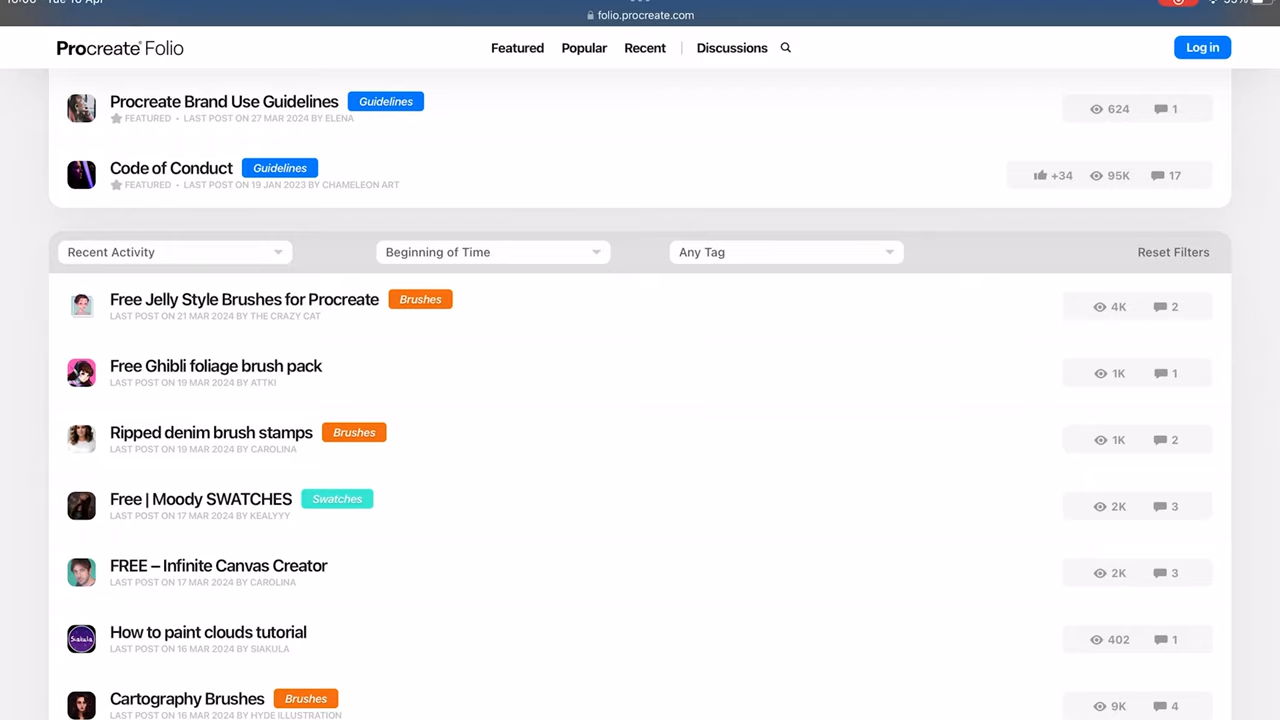 folio.procreate.com
Procreate® Folio
Featured
Popular
Recent
Discussions
Log in
Procreate Brand Use Guidelines Guidelines
FEATURED • LAST POST ON 27 MAR 2024 BY ELENA
624 1
Code of Conduct Guidelines
FEATURED • LAST POST ON 19 JAN 2023 BY CHAMELEON ART
+34 95K 17
Recent Activity
Beginning of Time
Any Tag
Reset Filters
Free Jelly Style Brushes for Procreate Brushes
LAST POST ON 21 MAR 2024 BY THE CRAZY CAT
4K 2
Free Ghibli foliage brush pack
LAST POST ON 19 MAR 2024 BY ATTKI
1K 1
Ripped denim brush stamps Brushes
LAST POST ON 19 MAR 2024 BY CAROLINA
1K 2
Free | Moody SWATCHES Swatches
LAST POST ON 17 MAR 2024 BY KEALYYY
2K 3
FREE – Infinite Canvas Creator
LAST POST ON 17 MAR 2024 BY CAROLINA
2K 3
Siakula
How to paint clouds tutorial
LAST POST ON 16 MAR 2024 BY SIAKULA
402 1
Cartography Brushes Brushes
LAST POST ON 16 MAR 2024 BY HYDE ILLUSTRATION
9K 4